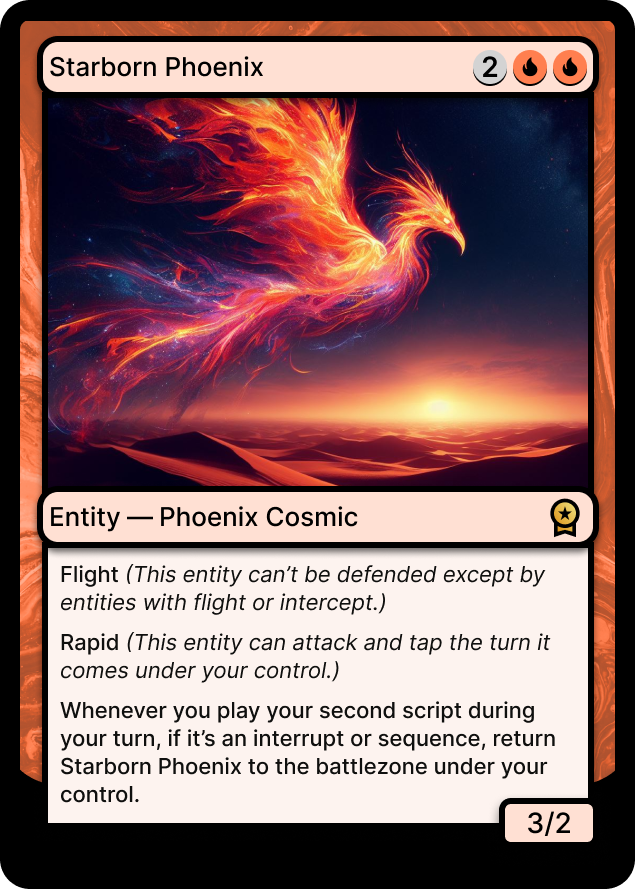 Starborn Phoenix 2
Entity — Phoenix Cosmic
Flight (This entity can't be defended except by
entities with flight or intercept.)
Rapid (This entity can attack and tap the turn it
comes under your control.)
Whenever you play your second script during
your turn, if it's an interrupt or sequence, return
Starborn Phoenix to the battlezone under your
control.
3/2